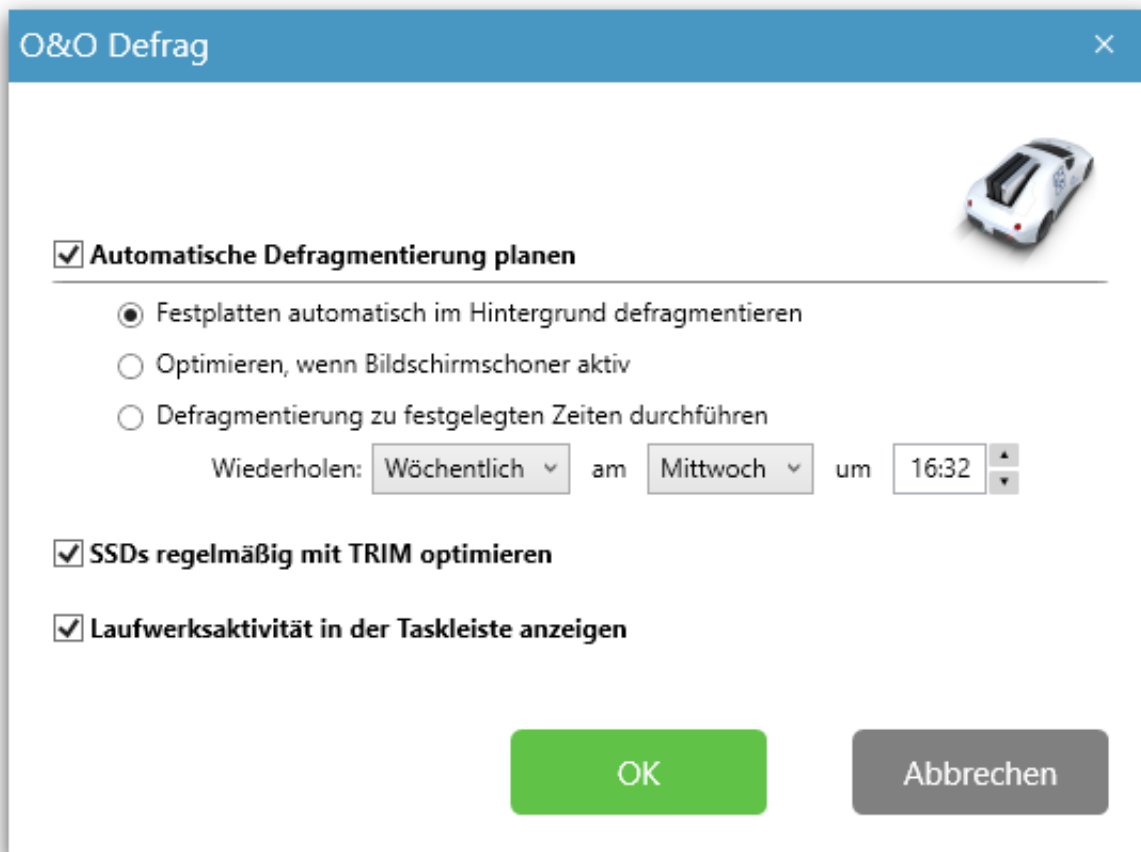 O&O Defrag
Automatische Defragmentierung planen
Festplatten automatisch im Hintergrund defragmentieren
Optimieren, wenn Bildschirmschoner aktiv
Defragmentierung zu festgelegten Zeiten durchführen
Wiederholen: Wöchentlich am Mittwoch um 16:32
SSDs regelmäßig mit TRIM optimieren
Laufwerksaktivität in der Taskleiste anzeigen
OK Abbrechen